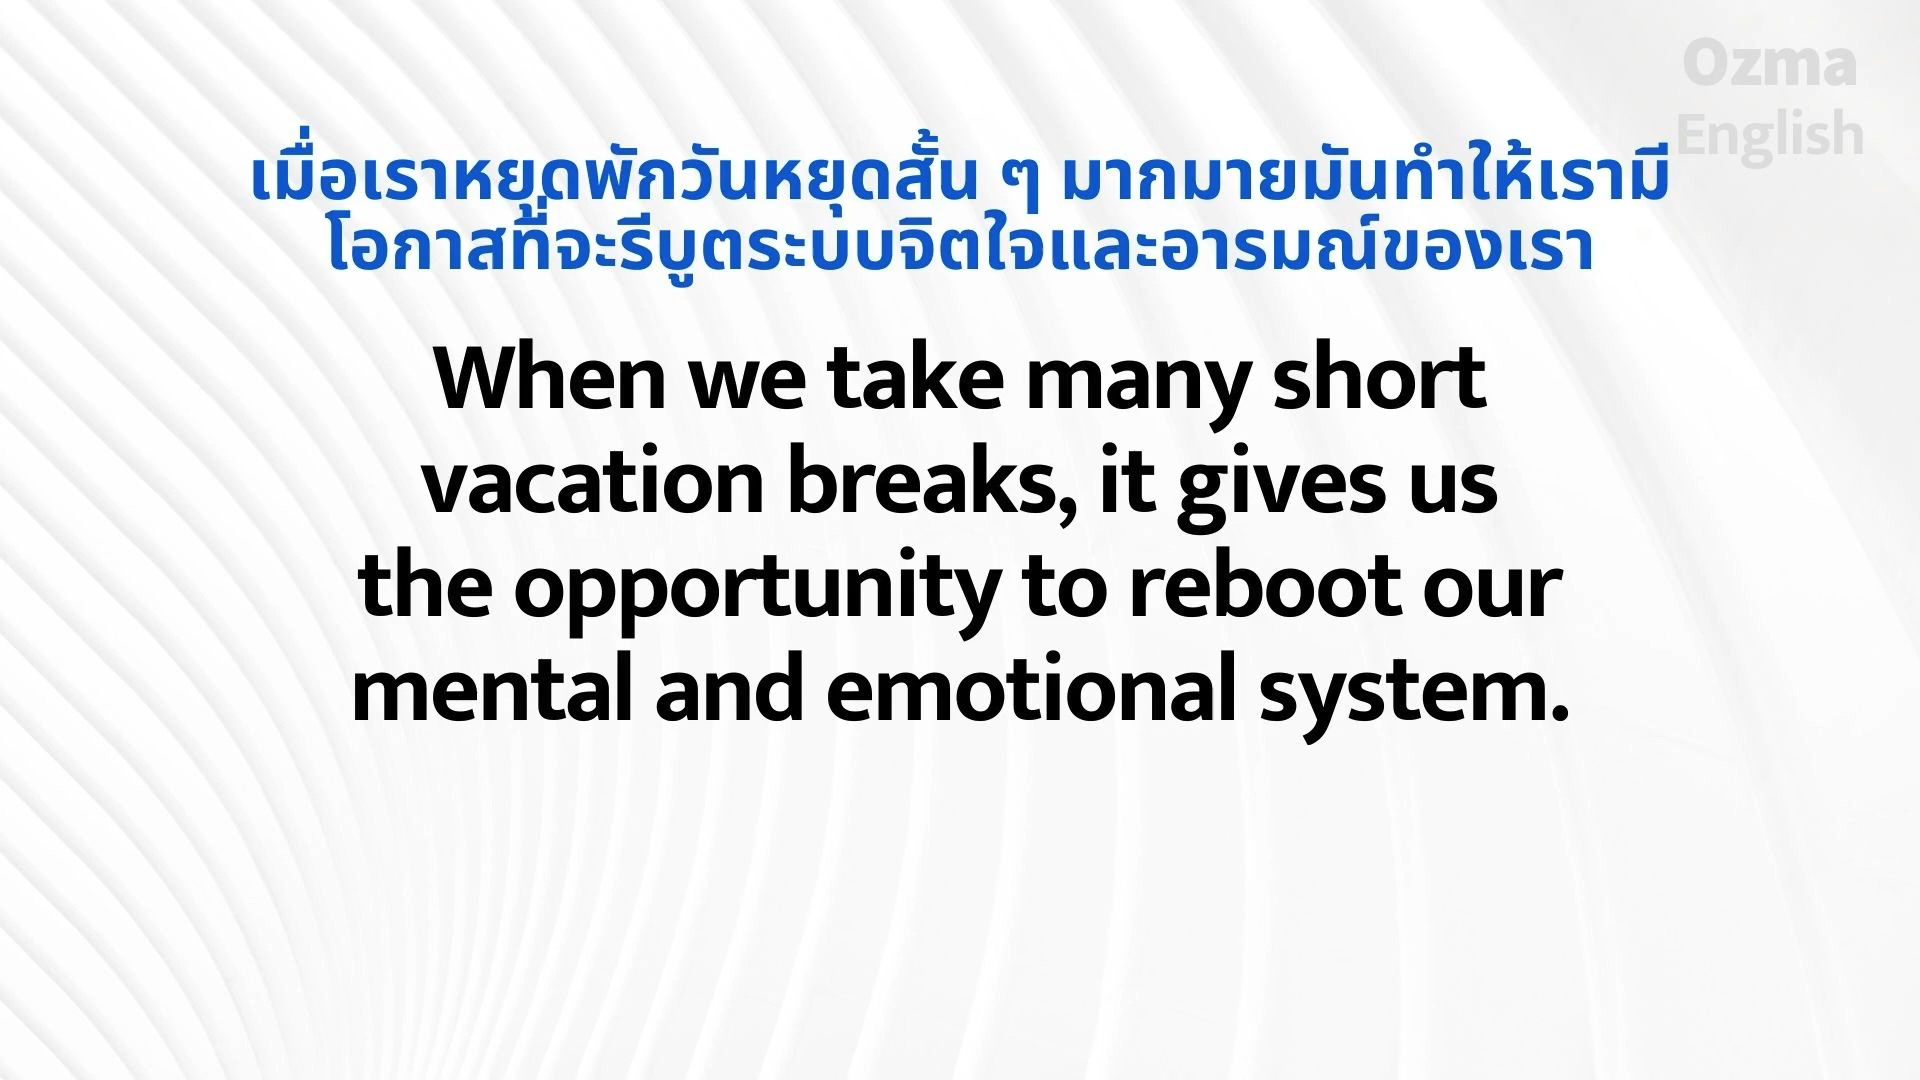 Ozma
English
เมื่อเราหยุดพักวันหยุดสั้น ๆ มากมายมันทำให้เรามี
โอกาสที่จะรีบูตระบบจิตใจและอารมณ์ของเรา
When we take many short
vacation breaks, it gives us
the opportunity to reboot our
mental and emotional system.